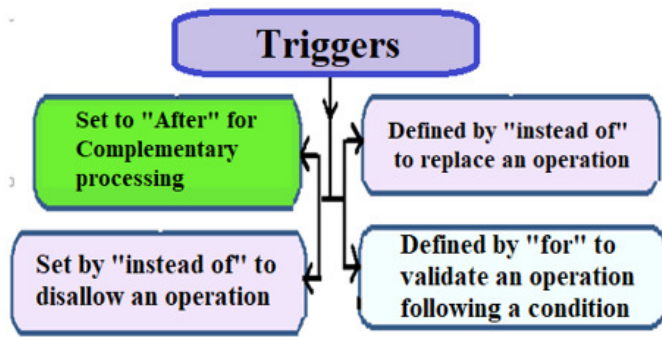 Triggers
Set to "After" for
Complementary
processing
Defined by "instead of"
to replace an operation
Set by "instead of" to
disallow an operation
Defined by "for" to
validate an operation
following a condition